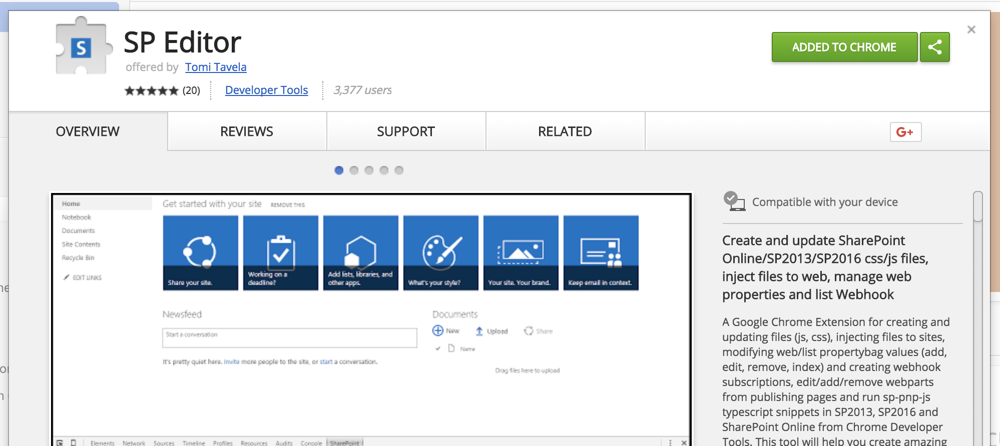 SP Editor
offered by Tomi Tavela
(20)
Developer Tools
3,377 users
ADDED TO CHROME
OVERVIEW
REVIEWS
SUPPORT
RELATED
G+
Home
Notebook
Documents
Site Contents
Recycle Bin
EDIT LINKS
Get started with your site REMOVE THIS
Share your site.
Working on a
deadline?
Add lists, libraries, and
other apps.
What's your style?
Your site. Your brand.
Keep email in context.
Newsfeed
Start a conversation
It's pretty quiet here. Invite more people to the site, or start a conversation.
Documents
New
Upload
Share
Name
Drag files here to upload
Elements Network Sources Timeline Profiles Resources Audits Console SharePoint
Compatible with your device
Create and update SharePoint
Online/SP2013/SP2016 css/js files,
inject files to web, manage web
properties and list Webhook
A Google Chrome Extension for creating and
updating files (js, css), injecting files to sites,
modifying web/list propertybag values (add,
edit, remove, index) and creating webhook
subscriptions, edit/add/remove webparts
from publishing pages and run sp-pnp-js
typescript snippets in SP2013, SP2016 and
SharePoint Online from Chrome Developer
Tools. This tool will help you create amazing